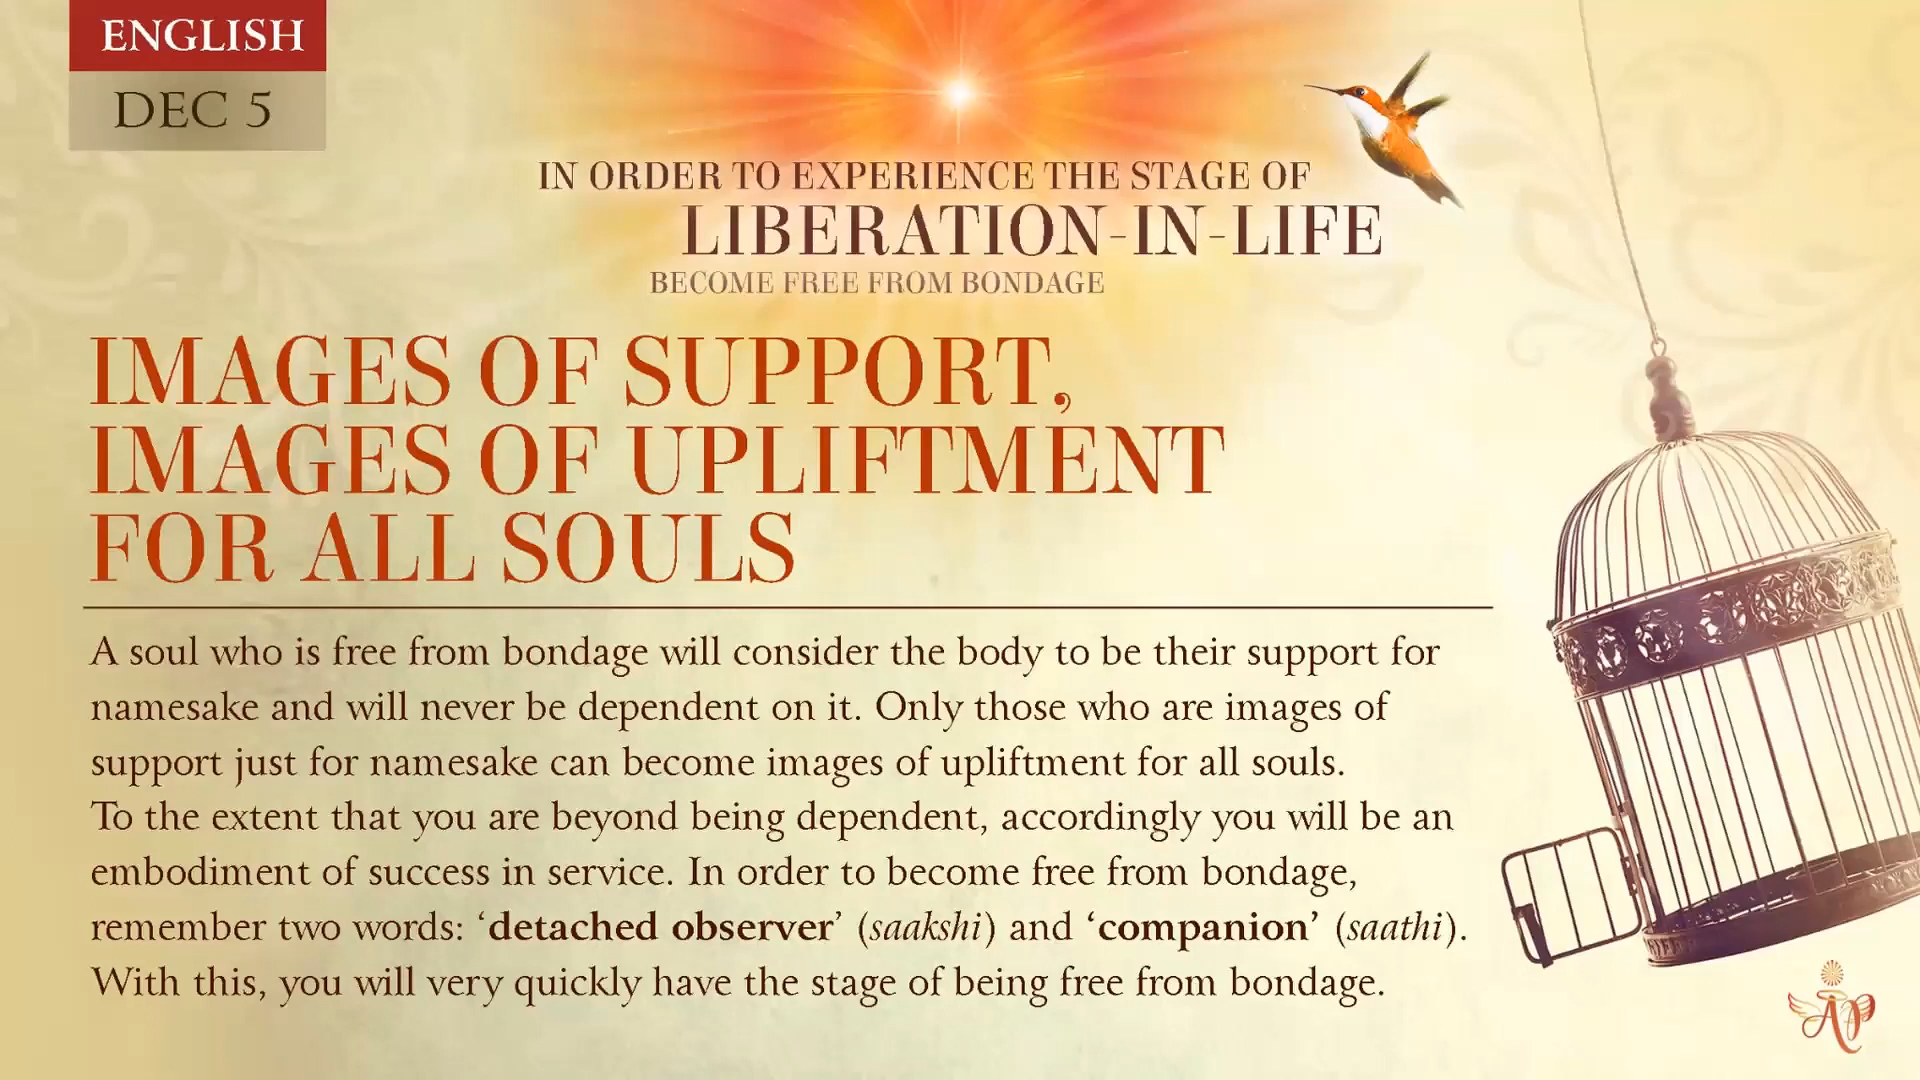 ENGLISH
DEC 5
IN ORDER TO EXPERIENCE THE STAGE OF
LIBERATION-IN-LIFE
BECOME FREE FROM BONDAGE
IMAGES OF SUPPORT,
IMAGES OF UPLIFTMENT
FOR ALL SOULS
A soul who is free from bondage will consider the body to be their support for
namesake and will never be dependent on it. Only those who are images of
support just for namesake can become images of upliftment for all souls.
To the extent that you are beyond being dependent, accordingly you will be an
embodiment of success in service. In order to become free from bondage,
remember two words: ‘detached observer’ (saakshi) and ‘companion’ (saathi).
With this, you will very quickly have the stage of being free from bondage.
AP